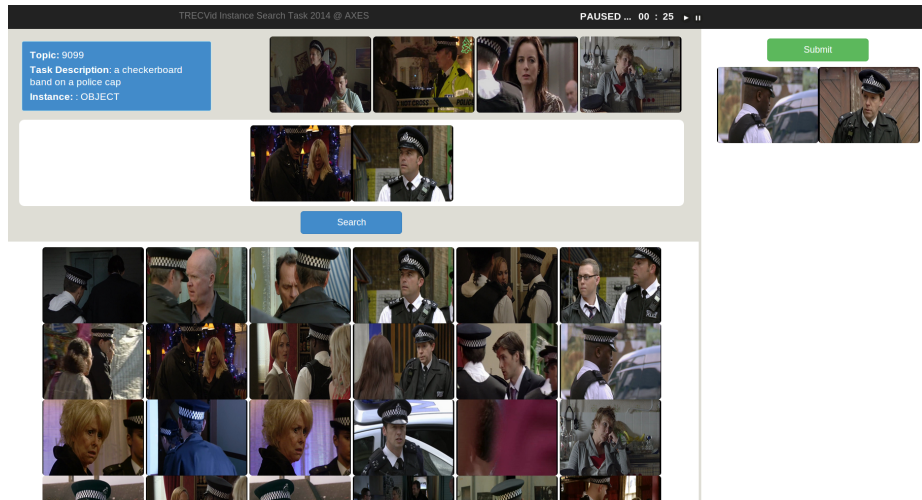 TRECVid Instance Search Task 2014 @ AXES
PAUSED ... 00 : 25
Topic: 9099
Task Description: a checkerboard
band on a police cap
Instance: : OBJECT
Submit
Search